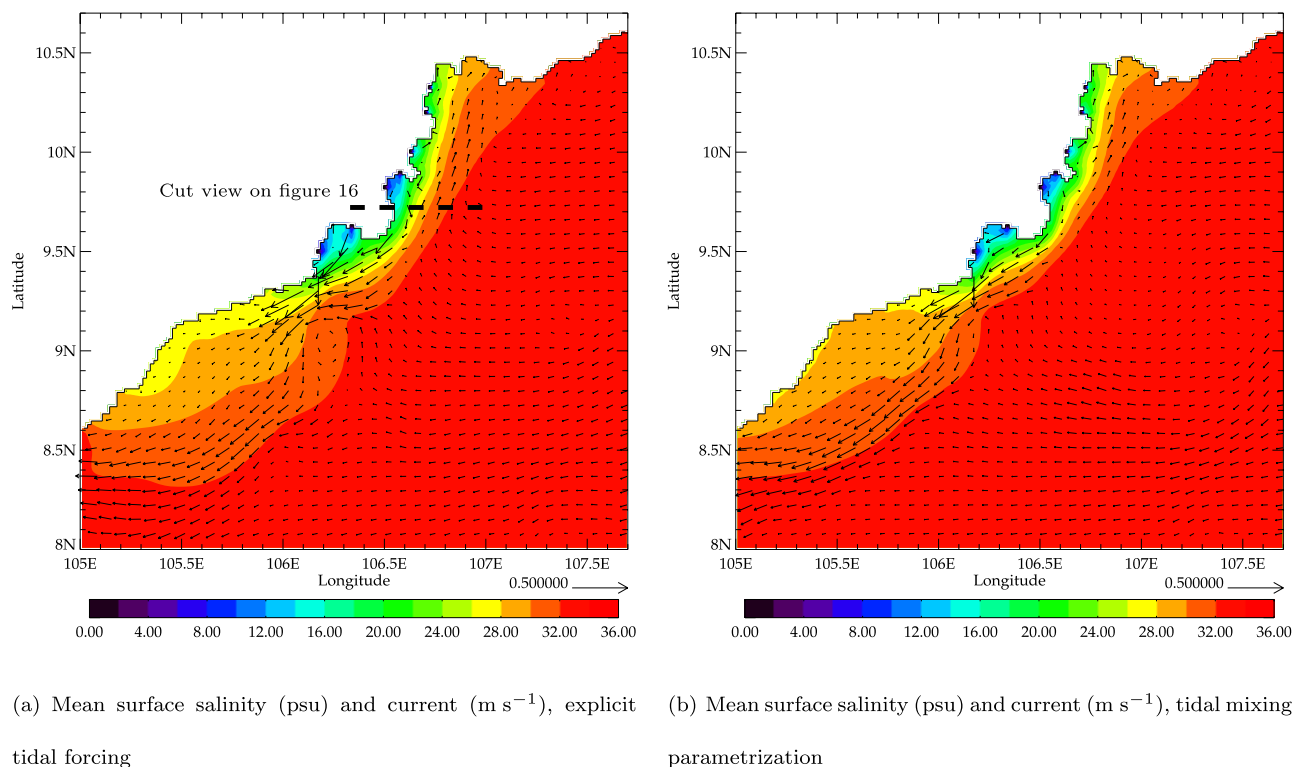 10.5N
10N
9.5N
9N
8.5N
8N
Latitude
Cut view on figure 16
105E 105.5E 106E 106.5E 107E 107.5E
Longitude
0.500000
0.00 4.00 8.00 12.00 16.00 20.00 24.00 28.00 32.00 36.00
(a) Mean surface salinity (psu) and current (m s−1), explicit
tidal forcing
10.5N
10N
9.5N
9N
8.5N
8N
Latitude
105E 105.5E 106E 106.5E 107E 107.5E
Longitude
0.500000
0.00 4.00 8.00 12.00 16.00 20.00 24.00 28.00 32.00 36.00
(b) Mean surface salinity (psu) and current (m s−1), tidal mixing
parametrization